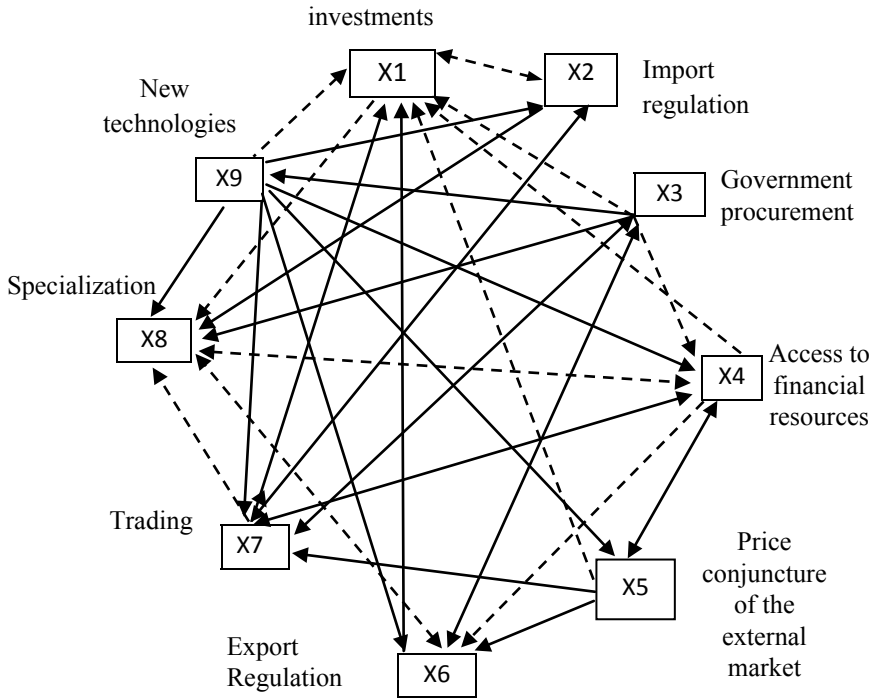 investments
X1
X2
Import
regulation
New
technologies
X9
X3
Government
procurement
Specialization
X8
X4
Access to
financial
resources
Trading
X7
X5
Price
conjuncture
of the
external
market
Export
Regulation
X6